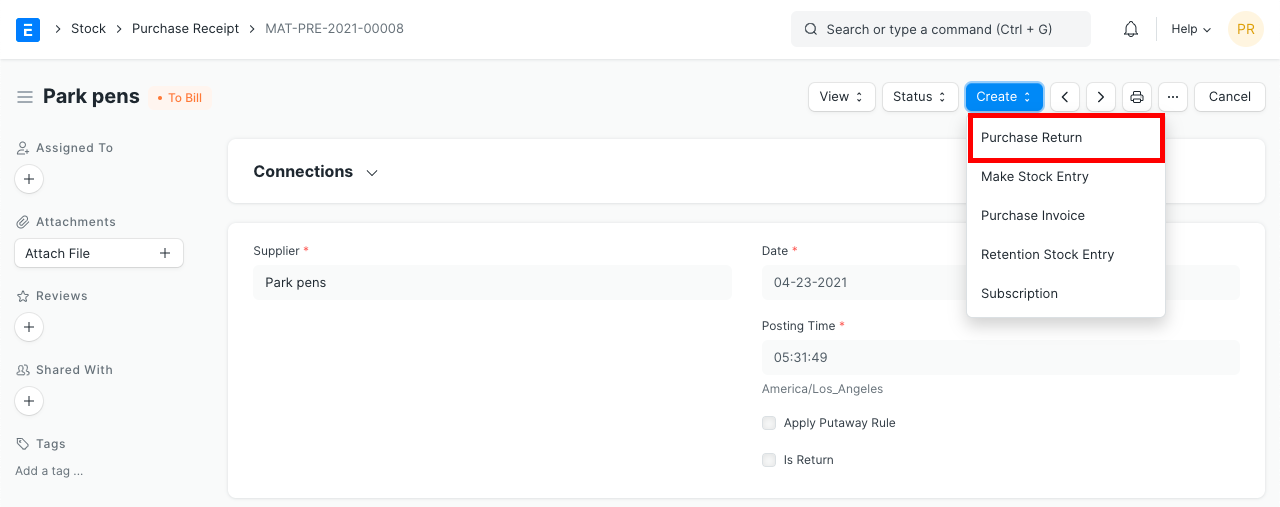 E > Stock > Purchase Receipt > MAT-PRE-2021-00008
Search or type a command (Ctrl + G)
Help
PR
Park pens
• To Bill
View
Status
Create
Cancel
Purchase Return
Make Stock Entry
Purchase Invoice
Retention Stock Entry
Subscription
Assigned To
Attachments
Attach File
Reviews
Shared With
Tags
Add a tag ...
Connections
Supplier *
Park pens
Date *
04-23-2021
Posting Time *
05:31:49
America/Los_Angeles
Apply Putaway Rule
Is Return